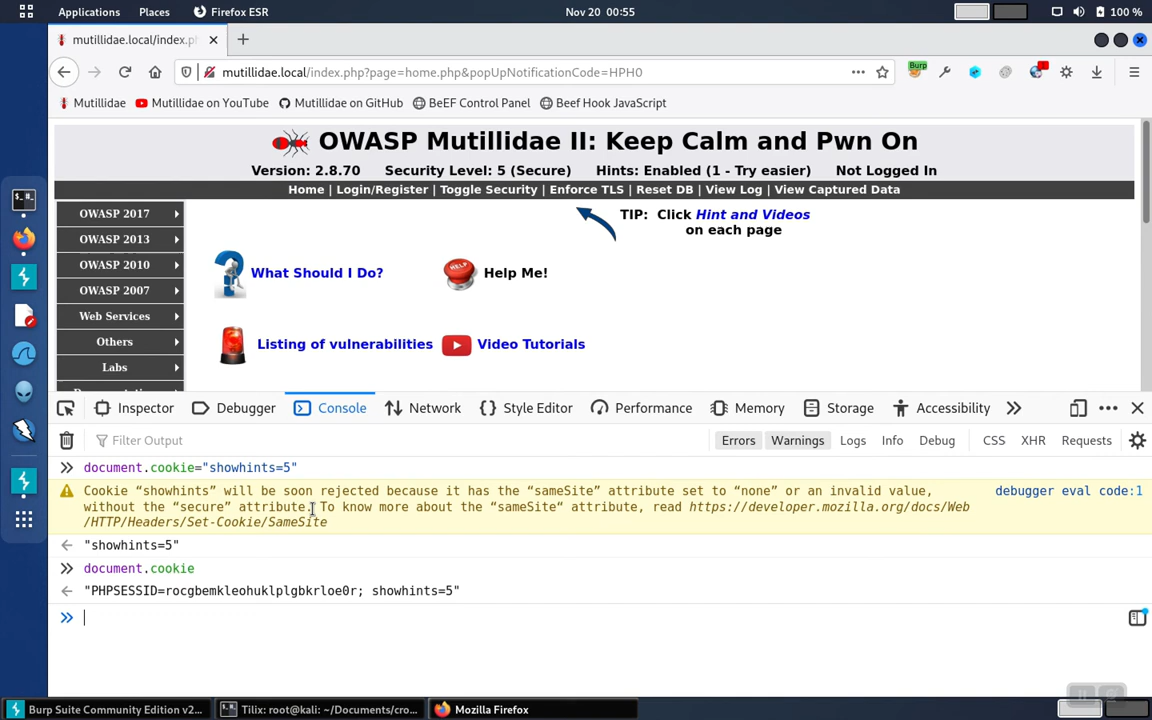 Applications Places Firefox ESR Nov 20 00:55 100 %
mutillidae.local/index.ph
mutillidae.local/index.php?page=home.php&popUpNotificationCode=HPH0 Burp 1
Mutillidae Mutillidae on YouTube Mutillidae on GitHub BeEF Control Panel Beef Hook JavaScript
OWASP Mutillidae II: Keep Calm and Pwn On
Version: 2.8.70 Security Level: 5 (Secure) Hints: Enabled (1 - Try easier) Not Logged In
Home | Login/Register | Toggle Security | Enforce TLS | Reset DB | View Log | View Captured Data
OWASP 2017
OWASP 2013
OWASP 2010
OWASP 2007
Web Services
Others
Labs
TIP: Click Hint and Videos
on each page
What Should I Do? HELP Help Me!
Listing of vulnerabilities Video Tutorials
Inspector Debugger Console Network Style Editor Performance Memory Storage Accessibility
Filter Output Errors Warnings Logs Info Debug CSS XHR Requests
document.cookie="showhints=5"
Cookie “showhints” will be soon rejected because it has the “sameSite” attribute set to “none” or an invalid value, debugger eval code:1
without the “secure” attribute. To know more about the “sameSite“ attribute, read https://developer.mozilla.org/docs/Web
/HTTP/Headers/Set-Cookie/SameSite
"showhints=5"
document.cookie
"PHPSESSID=rocgbemkleohuklplgbkrloe0r; showhints=5"
Burp Suite Community Edition v2... Tilix: root@kali: ~/Documents/cro... Mozilla Firefox